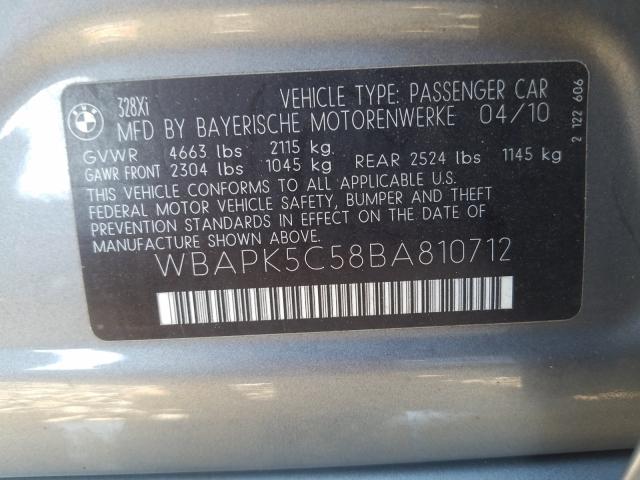 BMW
328Xi
VEHICLE TYPE: PASSENGER CAR
MFD BY BAYERISCHE MOTORENWERKE 04/10
GVWR 4663 lbs 2115 kg.
GAWR FRONT 2304 lbs 1045 kg REAR 2524 lbs 1145 kg
THIS VEHICLE CONFORMS TO ALL APPLICABLE U.S.
FEDERAL MOTOR VEHICLE SAFETY, BUMPER AND THEFT
PREVENTION STANDARDS IN EFFECT ON THE DATE OF
MANUFACTURE SHOWN ABOVE.
WBAPK5C58BA810712
2 122 606